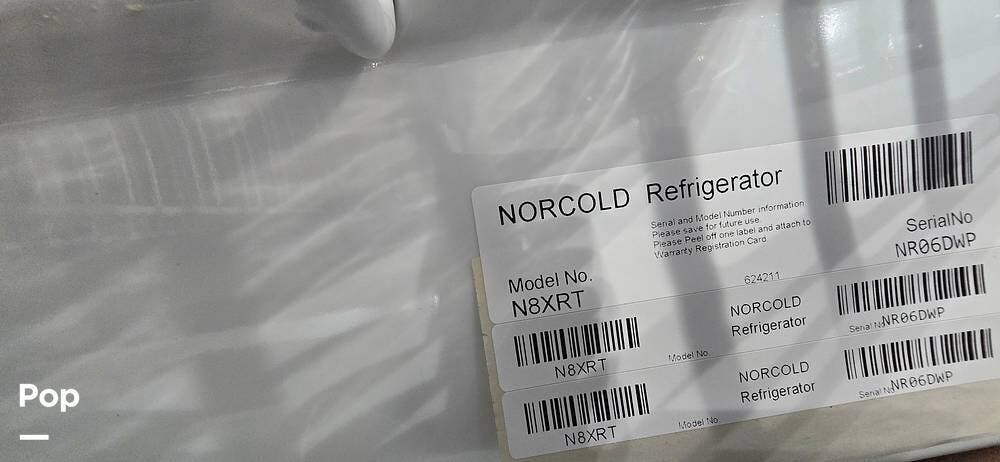 NORCOLD Refrigerator
Serial and Model Number information
Please save for future use.
Please Peel off one label and attach to
Warranty Registration Card.
SerialNo
NR06DWP
Model No.
N8XRT
624211
NORCOLD
Refrigerator
Serial No
NR06DWP
N8XRT
Model No
NORCOLD
Refrigerator
Serial No
NR06DWP
N8XRT
Model No
Pop